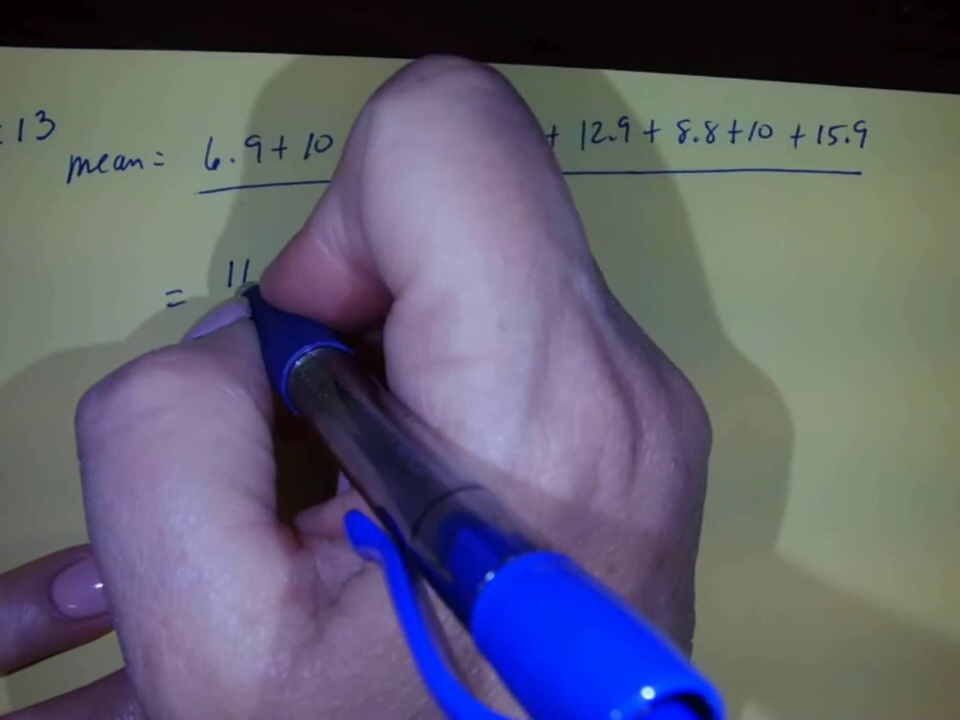 13
mean = 6.9 + 10 + 12.9 + 8.8 + 10 + 15.9
= 11